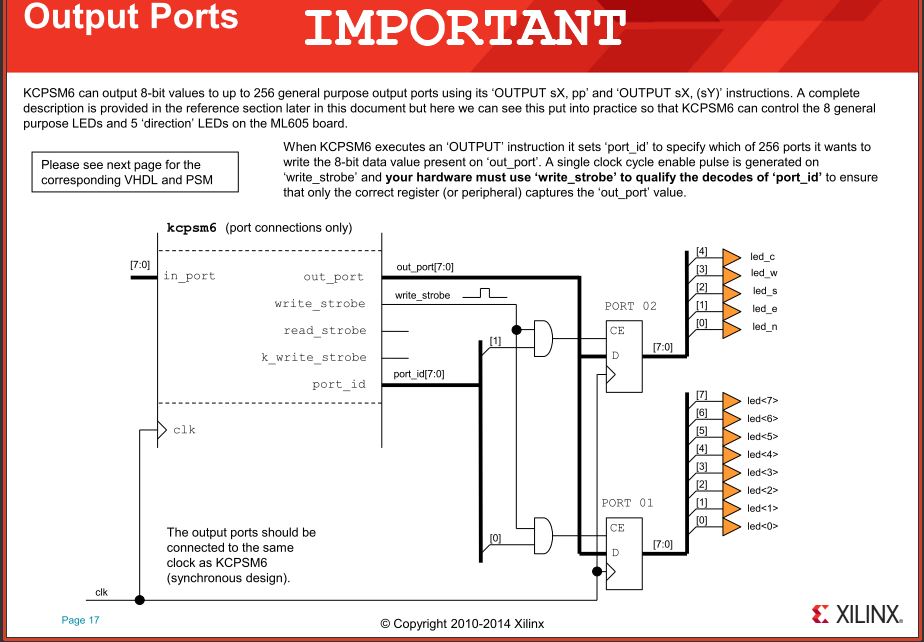 Output Ports
IMPORTANT
KCPSM6 can output 8-bit values to up to 256 general purpose output ports using its ‘OUTPUT sX, pp’ and ‘OUTPUT sX, (sY)’ instructions. A complete
description is provided in the reference section later in this document but here we can see this put into practice so that KCPSM6 can control the 8 general
purpose LEDs and 5 ‘direction’ LEDs on the ML605 board.
Please see next page for the
corresponding VHDL and PSM
When KCPSM6 executes an ‘OUTPUT’ instruction it sets ‘port_id’ to specify which of 256 ports it wants to
write the 8-bit data value present on ‘out_port’. A single clock cycle enable pulse is generated on
‘write_strobe’ and your hardware must use ‘write_strobe’ to qualify the decodes of ‘port_id’ to ensure
that only the correct register (or peripheral) captures the ‘out_port’ value.
kcpsm6 (port connections only)
[7:0]
in_port
out_port
out_port[7:0]
write_strobe
write_strobe
read_strobe
k_write_strobe
port_id
port_id[7:0]
clk
[1]
PORT 02
CE
D
[7:0]
[4] led_c
[3] led_w
[2] led_s
[1] led_e
[0] led_n
[0]
PORT 01
CE
D
[7:0]
[7] led<7>
[6] led<6>
[5] led<5>
[4] led<4>
[3] led<3>
[2] led<2>
[1] led<1>
[0] led<0>
The output ports should be
connected to the same
clock as KCPSM6
(synchronous design).
clk
Page 17
© Copyright 2010-2014 Xilinx
XILINX